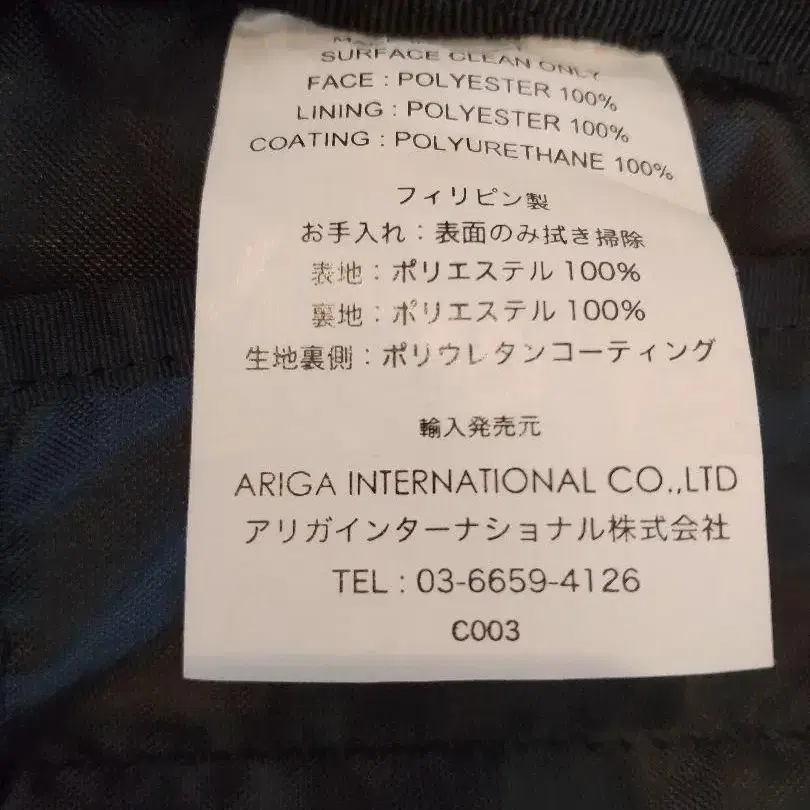 SURFACE CLEAN ONLY
FACE : POLYESTER 100%
LINING : POLYESTER 100%
COATING : POLYURETHANE 100%
フィリピン製
お手入れ : 表面のみ拭き掃除
表地 : ポリエステル 100%
裏地 : ポリエステル 100%
生地裏側 : ポリウレタンコーティング
輸入発売元
ARIGA INTERNATIONAL CO.,LTD
アリガインターナショナル株式会社
TEL : 03-6659-4126
C003